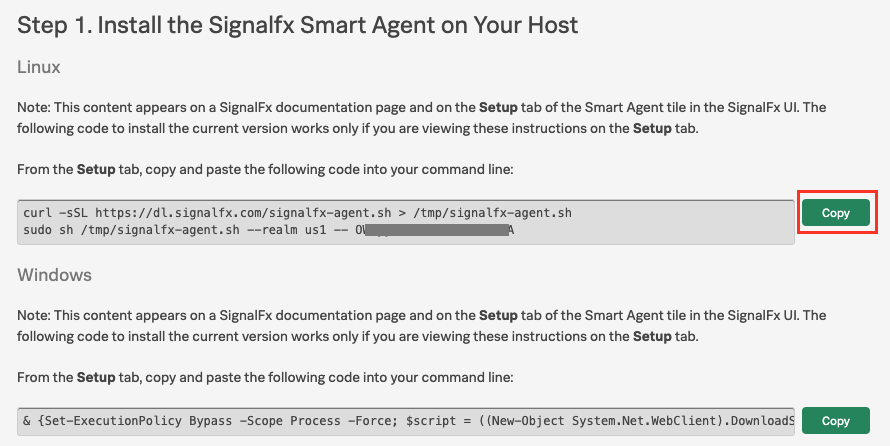 Step 1. Install the Signalfx Smart Agent on Your Host
Linux
Note: This content appears on a SignalFx documentation page and on the Setup tab of the Smart Agent tile in the SignalFx UI. The
following code to install the current version works only if you are viewing these instructions on the Setup tab.
From the Setup tab, copy and paste the following code into your command line:
curl -sSL https://dl.signalfx.com/signalfx-agent.sh > /tmp/signalfx-agent.sh
Copy
sudo sh /tmp/signalfx-agent.sh --realm us1 --
Windows
Note: This content appears on a SignalFx documentation page and on the Setup tab of the Smart Agent tile in the SignalFx UI. The
following code to install the current version works only if you are viewing these instructions on the Setup tab.
From the Setup tab, copy and paste the following code into your command line:
& {Set-ExecutionPolicy Bypass -Scope Process -Force; $script = ((New-Object System.Net.WebClient).DownloadS
Copy